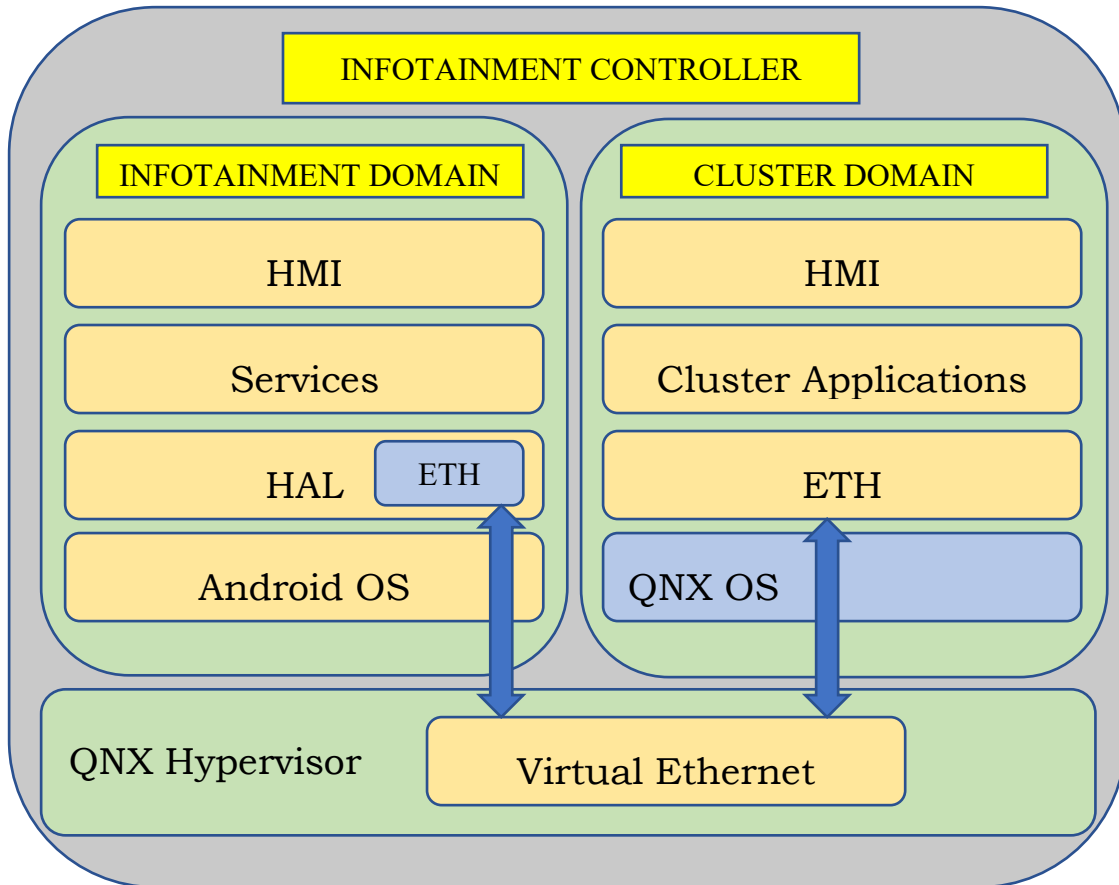 INFOTAINMENT CONTROLLER
INFOTAINMENT DOMAIN
HMI
Services
HAL
ETH
Android OS
CLUSTER DOMAIN
HMI
Cluster Applications
ETH
QNX OS
QNX Hypervisor
Virtual Ethernet